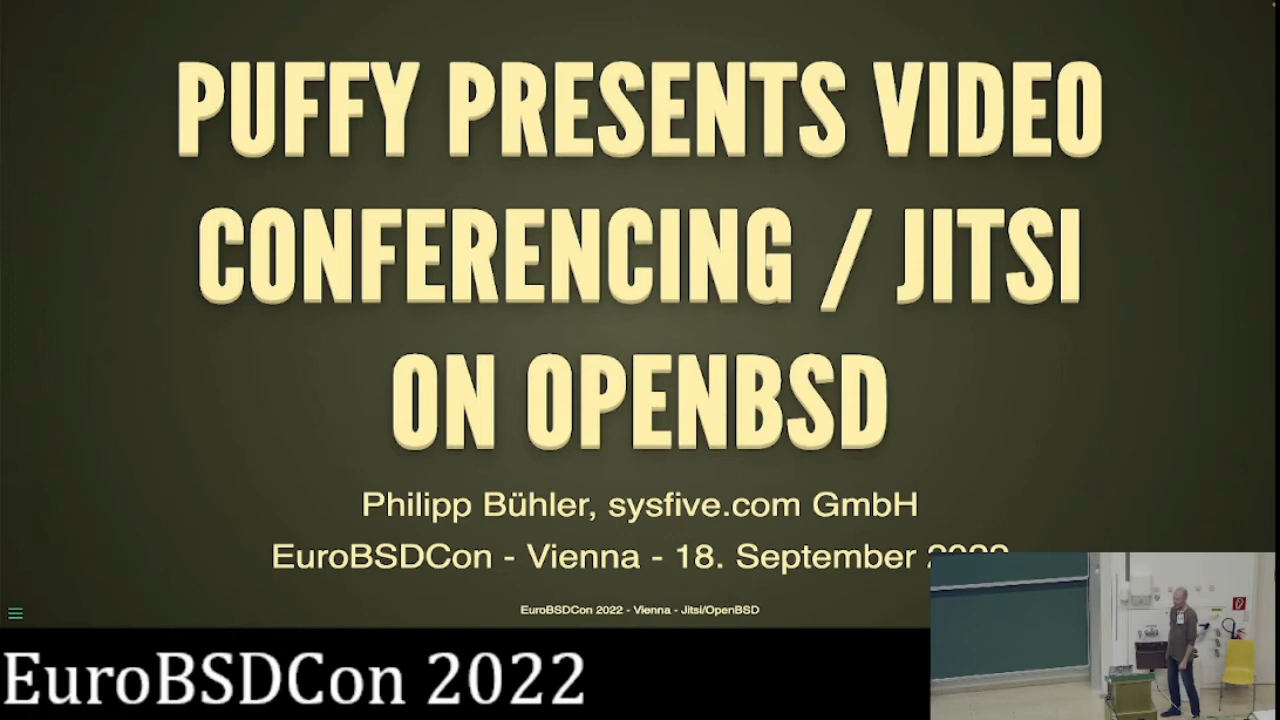 PUFFY PRESENTS VIDEO
CONFERENCING / JITSI
ON OPENBSD
Philipp Bühler, sysfive.com GmbH
EuroBSDCon - Vienna - 18. September 2022
EuroBSDCon 2022 - Vienna - Jitsi/OpenBSD
EuroBSDCon 2022